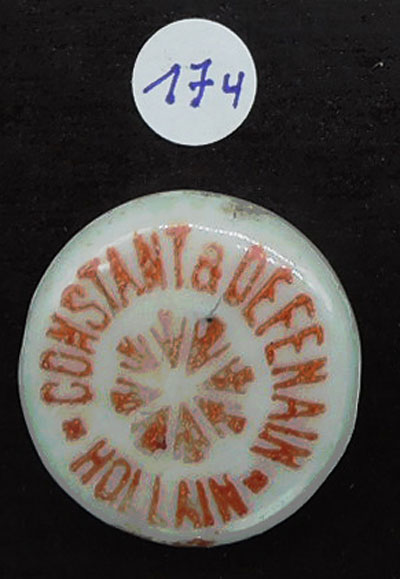 174
CONSTANT & DEFENAIN
HOLLAIN